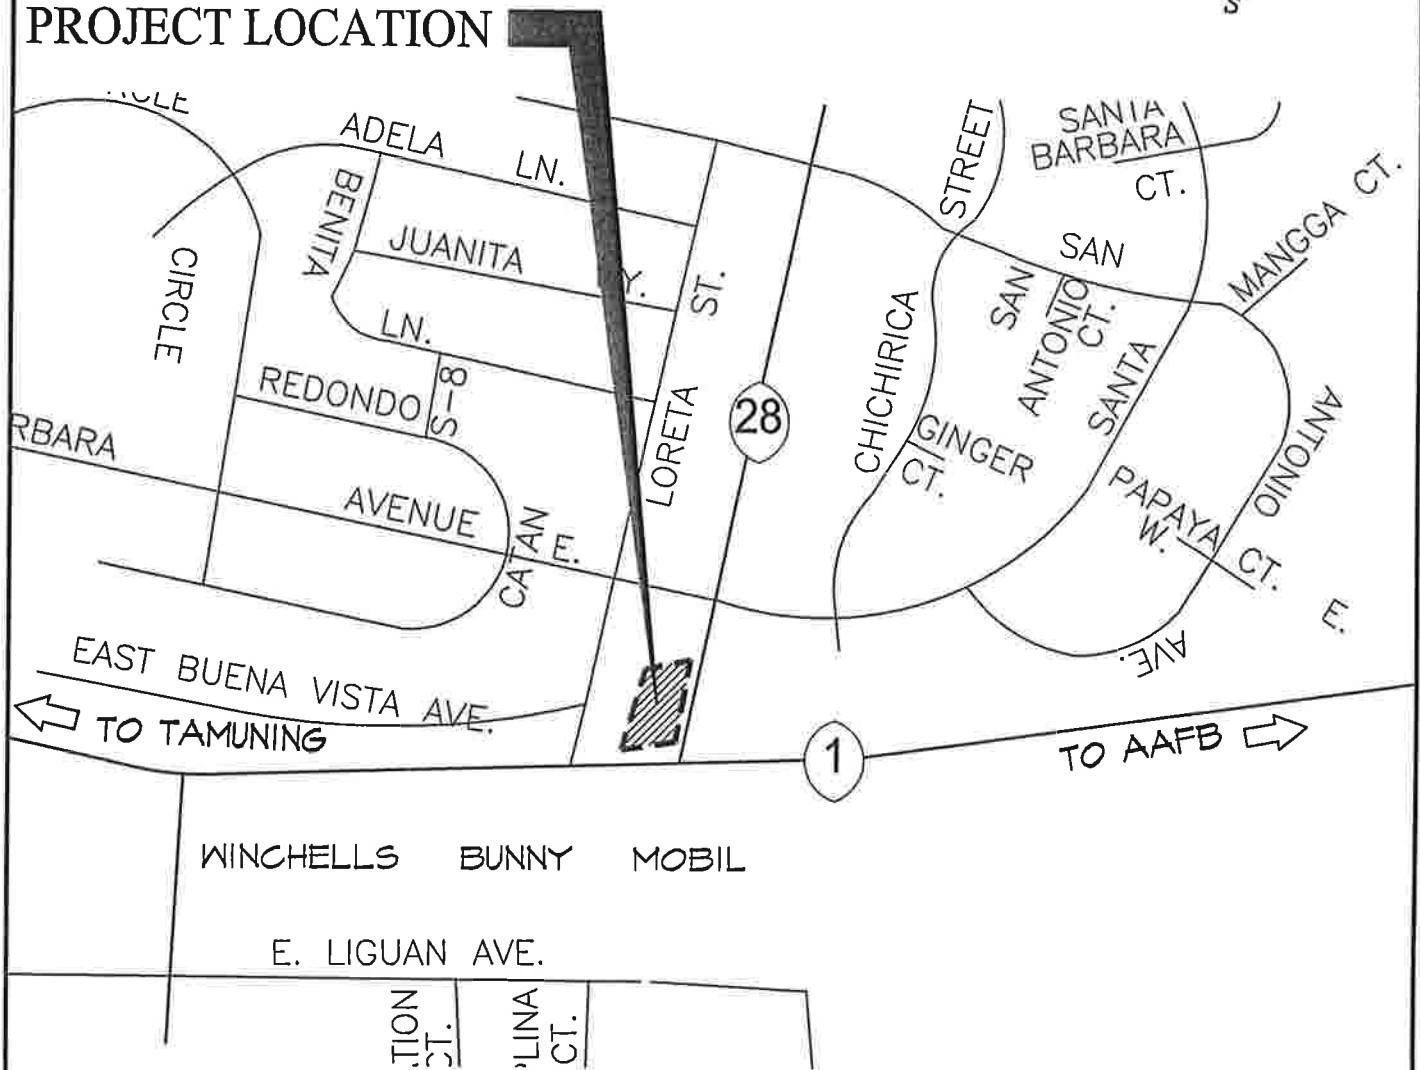 S
PROJECT LOCATION
ADELA LN.
BENITA
JUANITA Y.
LN.
CIRCLE
REDONDO
S-8
LORETA ST.
28
STREET
CHICHIRICA
SANTA
BARBARA
CT.
MANGGA CT.
SAN
SAN
ANTONIO
CT.
SANTA
GINGER
CT.
ANTONIO
PAPAYA CT.
W.
E.
AVE.
RBARA
AVENUE E.
CATAN
EAST BUENA VISTA AVE.
TO TAMUNING
1
TO AAFB
WINCHELLS BUNNY MOBIL
E. LIGUAN AVE.
TION
CT.
LINA
CT.